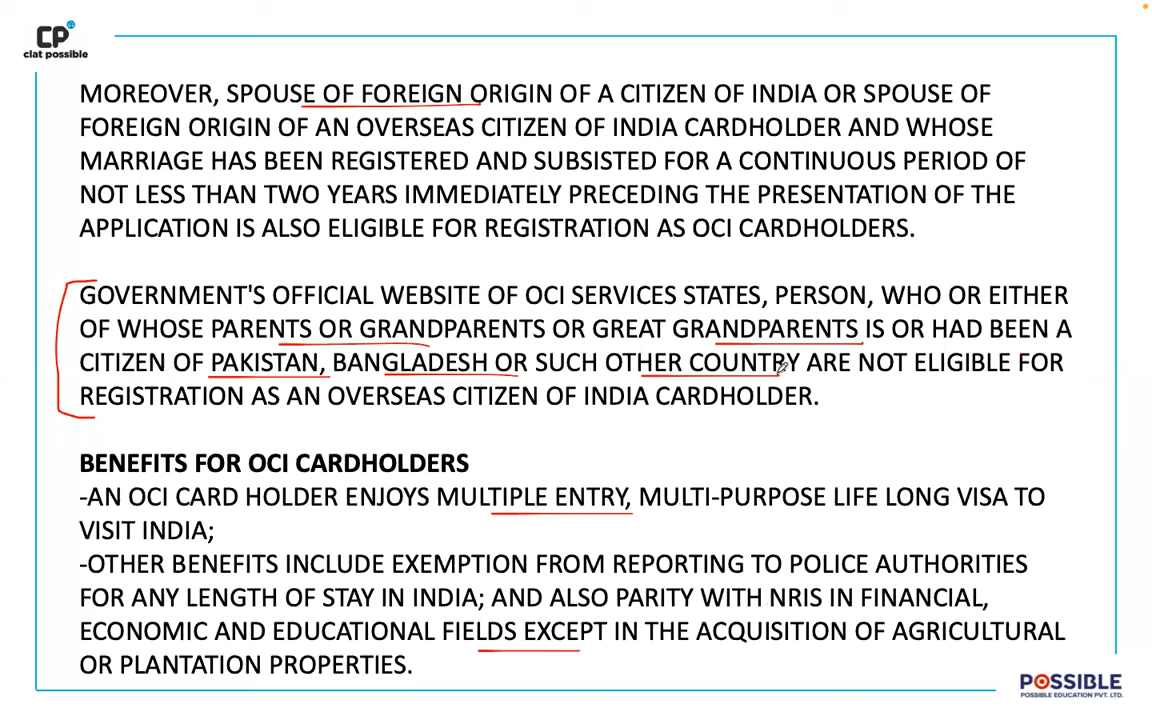 CP
clat possible
MOREOVER, SPOUSE OF FOREIGN ORIGIN OF A CITIZEN OF INDIA OR SPOUSE OF
FOREIGN ORIGIN OF AN OVERSEAS CITIZEN OF INDIA CARDHOLDER AND WHOSE
MARRIAGE HAS BEEN REGISTERED AND SUBSISTED FOR A CONTINUOUS PERIOD OF
NOT LESS THAN TWO YEARS IMMEDIATELY PRECEDING THE PRESENTATION OF THE
APPLICATION IS ALSO ELIGIBLE FOR REGISTRATION AS OCI CARDHOLDERS.
GOVERNMENT'S OFFICIAL WEBSITE OF OCI SERVICES STATES, PERSON, WHO OR EITHER
OF WHOSE PARENTS OR GRANDPARENTS OR GREAT GRANDPARENTS IS OR HAD BEEN A
CITIZEN OF PAKISTAN, BANGLADESH OR SUCH OTHER COUNTRY ARE NOT ELIGIBLE FOR
REGISTRATION AS AN OVERSEAS CITIZEN OF INDIA CARDHOLDER.
BENEFITS FOR OCI CARDHOLDERS
-AN OCI CARD HOLDER ENJOYS MULTIPLE ENTRY, MULTI-PURPOSE LIFE LONG VISA TO
VISIT INDIA;
-OTHER BENEFITS INCLUDE EXEMPTION FROM REPORTING TO POLICE AUTHORITIES
FOR ANY LENGTH OF STAY IN INDIA; AND ALSO PARITY WITH NRIS IN FINANCIAL,
ECONOMIC AND EDUCATIONAL FIELDS EXCEPT IN THE ACQUISITION OF AGRICULTURAL
OR PLANTATION PROPERTIES.
POSSIBLE
POSSIBLE EDUCATION PVT. LTD.